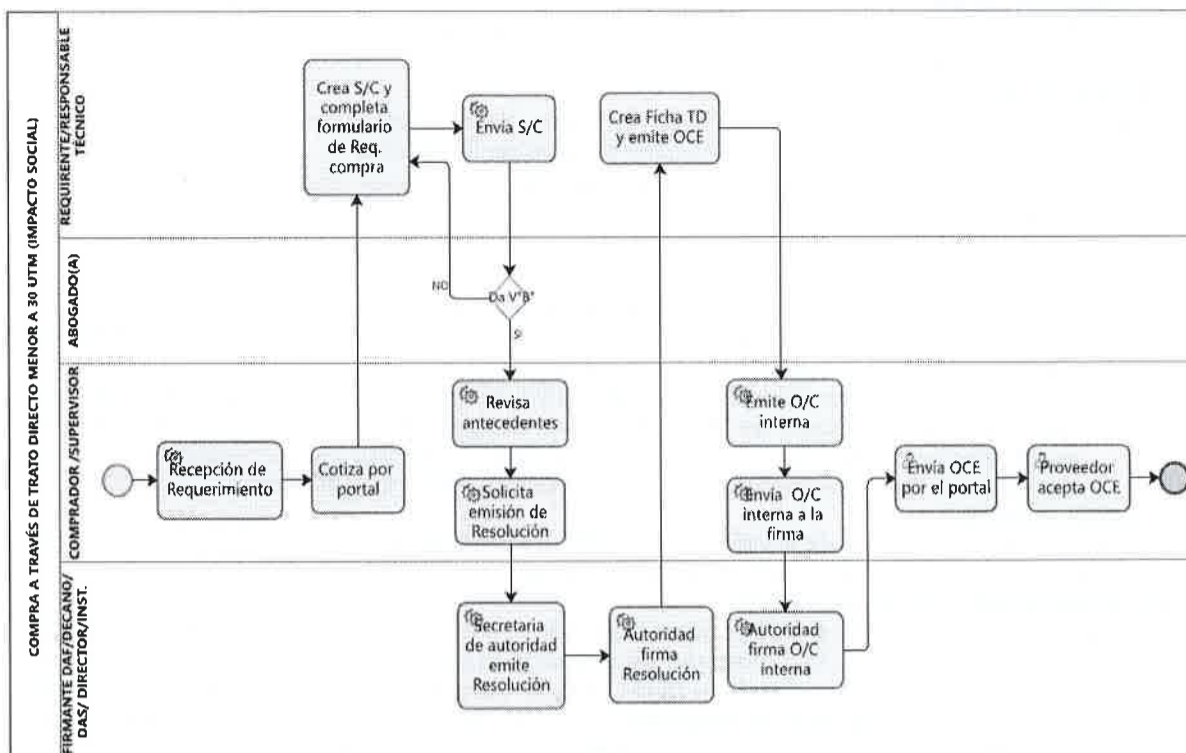 COMPRA A TRAVÉS DE TRATO DIRECTO MENOR A 30 UTM (IMPACTO SOCIAL)
REQUIRENTE/RESPONSABLE
TÉCNICO
Crea S/C y
completa
formulario
de Req.
compra
Envía S/C
Crea Ficha TD
y emite OCE
ABOGADO(A)
NO
Da V°B°
SI
COMPRADOR /SUPERVISOR
Recepción de
Requerimiento
Cotiza por
portal
Revisa
antecedentes
Solicita
emisión de
Resolución
Emite O/C
interna
Envía O/C
interna a la
firma
Envía OCE
por el portal
Proveedor
acepta OCE
FIRMANTE DAF/DECANO/
DAS/ DIRECTOR/INST.
Secretaria
de autoridad
emite
Resolución
Autoridad
firma
Resolución
Autoridad
firma O/C
interna